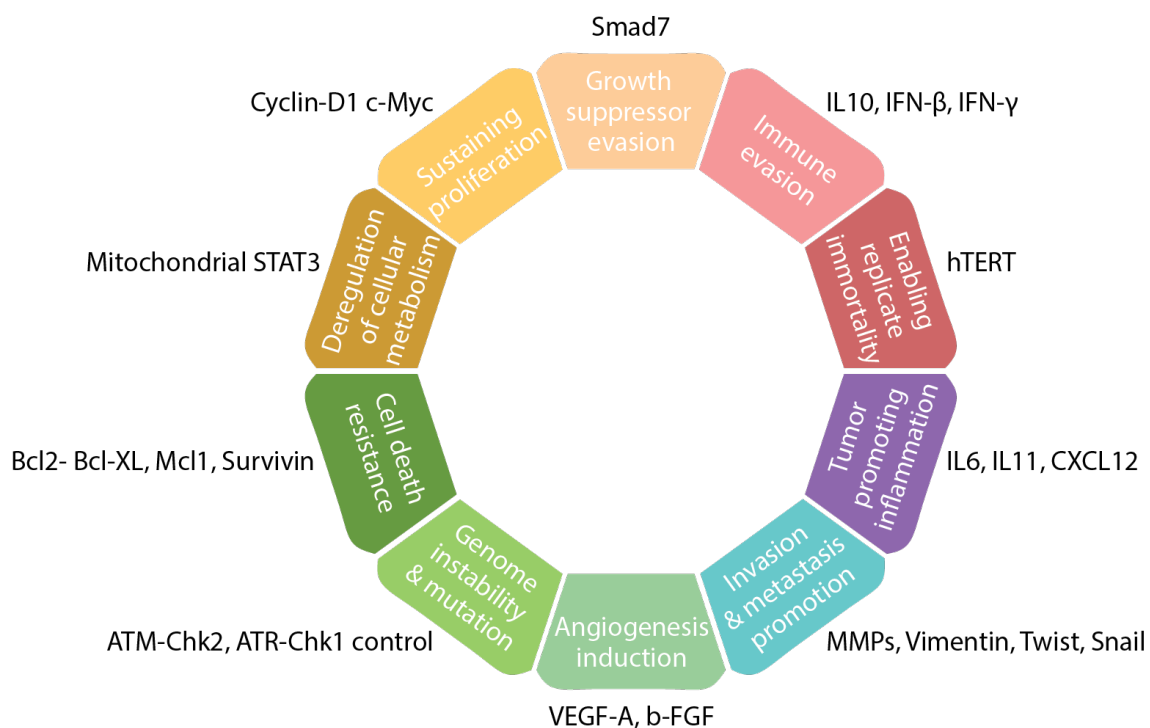 Smad7
Growth
suppressor
evasion
IL10, IFN-β, IFN-γ
Immune
evasion
hTERT
Enabling
replicate
immortality
IL6, IL11, CXCL12
Tumor
promoting
inflammation
MMPs, Vimentin, Twist, Snail
Invasion
& metastasis
promotion
VEGF-A, b-FGF
Angiogenesis
induction
ATM-Chk2, ATR-Chk1 control
Genome
instability
& mutation
Bcl2- Bcl-XL, Mcl1, Survivin
Cell death
resistance
Mitochondrial STAT3
Deregulation
of cellular
metabolism
Cyclin-D1 c-Myc
Sustaining
proliferation